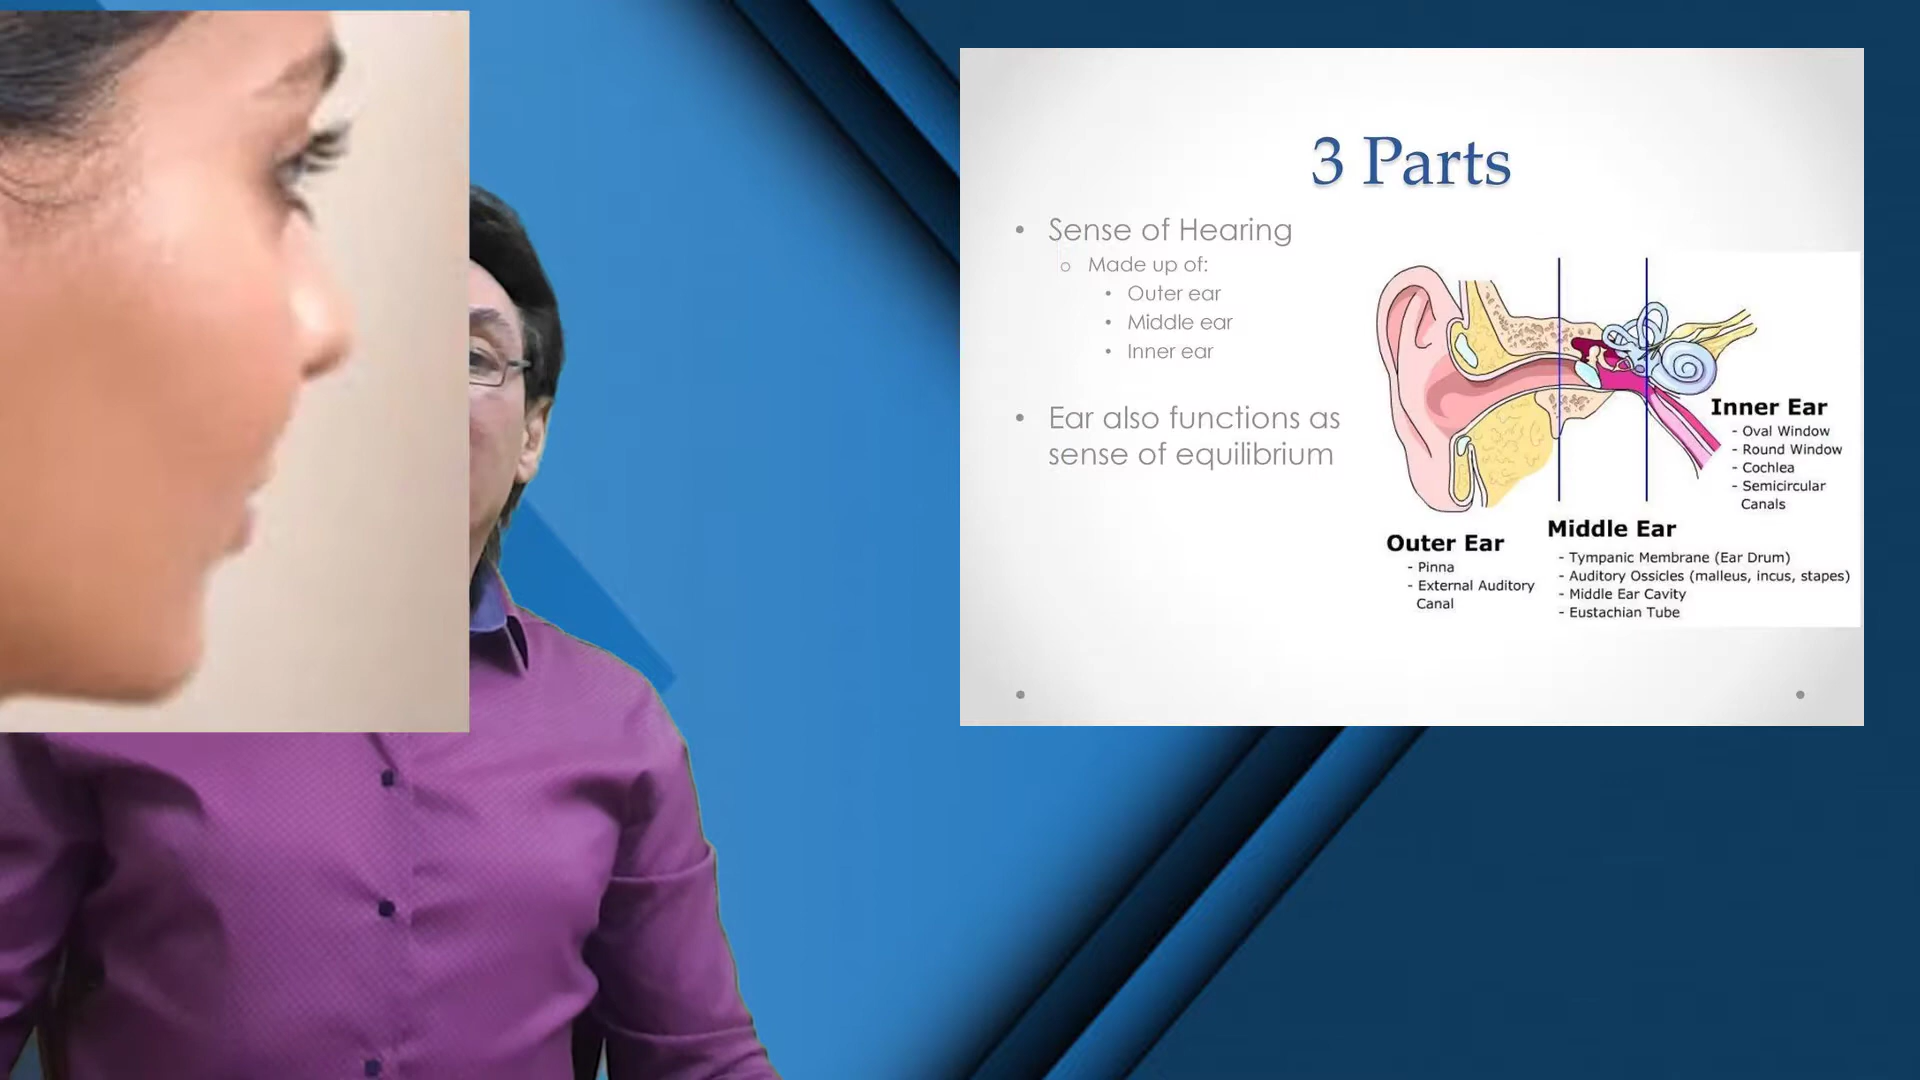 3 Parts
• Sense of Hearing
o Made up of:
• Outer ear
• Middle ear
• Inner ear
• Ear also functions as
sense of equilibrium
Inner Ear
- Oval Window
- Round Window
- Cochlea
- Semicircular
Canals
Middle Ear
- Tympanic Membrane (Ear Drum)
- Auditory Ossicles (malleus, incus, stapes)
- Middle Ear Cavity
- Eustachian Tube
Outer Ear
- Pinna
- External Auditory
Canal